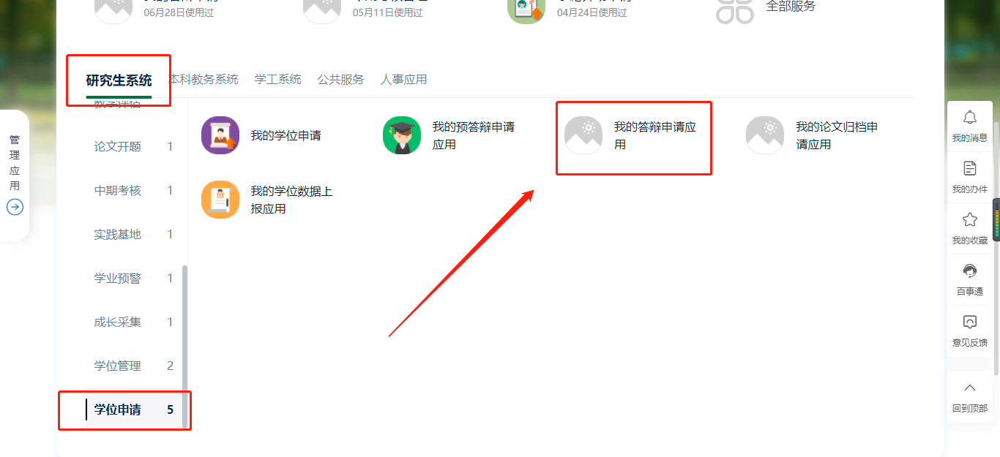 06月28日使用过
05月11日使用过
04月24日使用过
全部服务
研究生系统
本科教务系统
学工系统
公共服务
人事应用
教学评估
论文开题 1
中期考核 1
实践基地 1
学业预警 1
成长采集 1
学位管理 2
学位申请 5
我的学位申请
我的预答辩申请
应用
我的答辩申请应
用
我的论文归档申
请应用
我的学位数据上
报应用
管
理
应
用
我的消息
我的办件
我的收藏
百事通
意见反馈
回到顶部